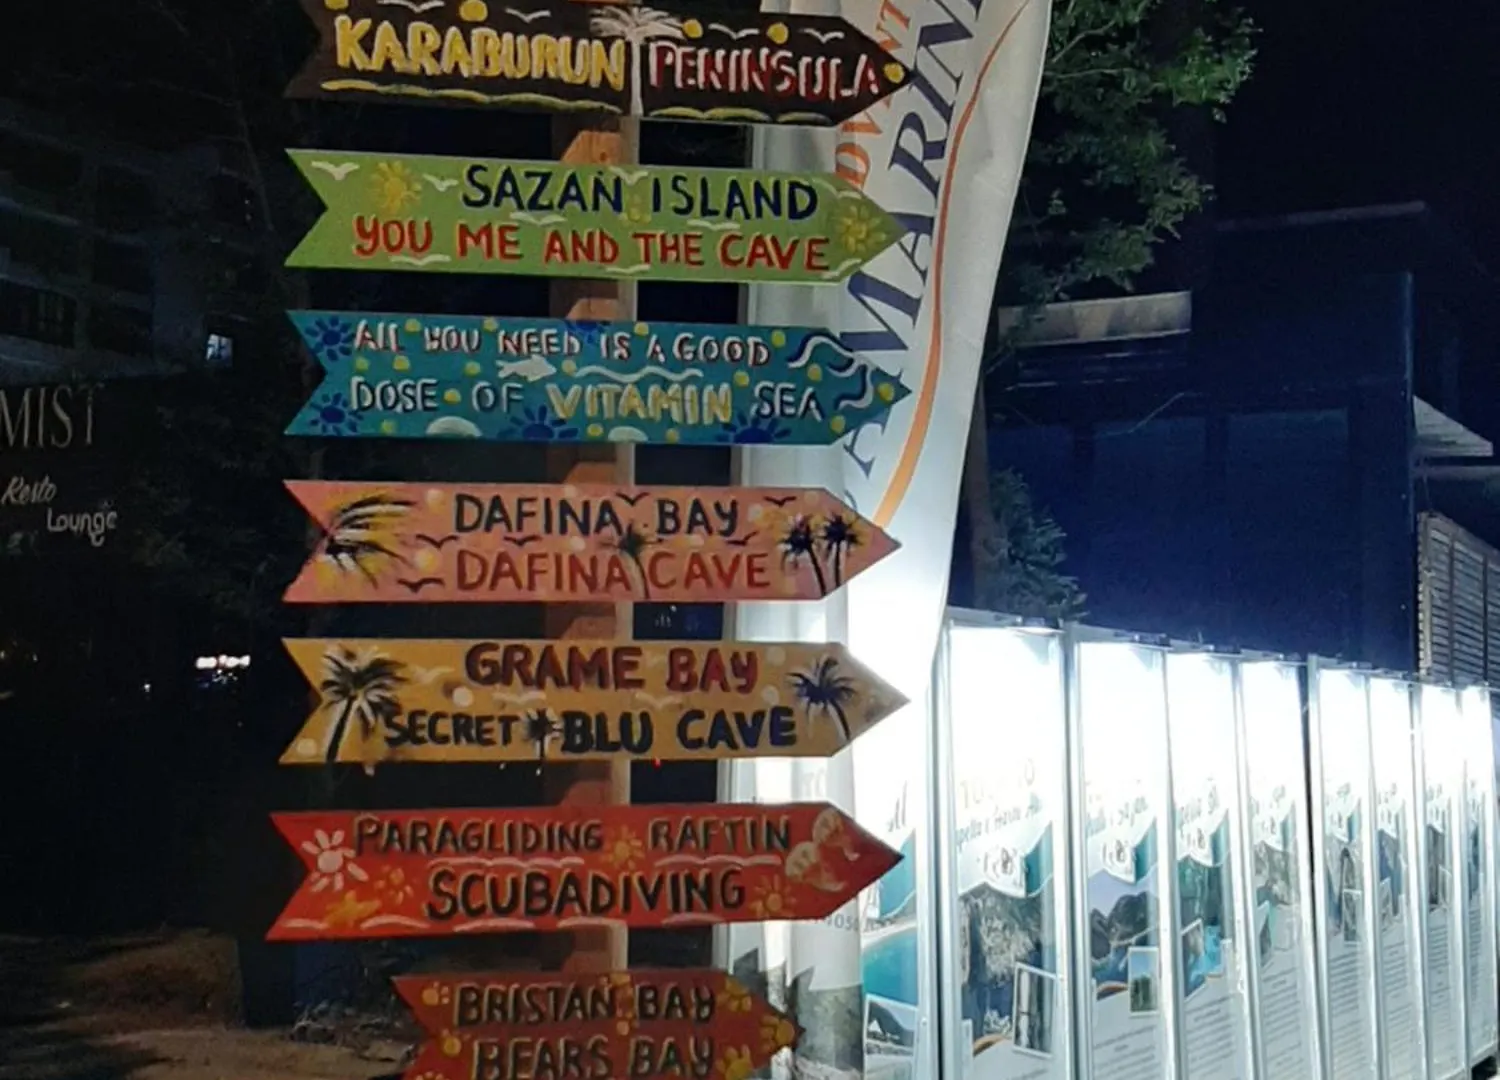 KARABURUN PENINSULA
SAZAN ISLAND
YOU ME AND THE CAVE
ALL YOU NEED IS A GOOD
DOSE OF VITAMIN SEA
DAFINA BAY
DAFINA CAVE
GRAME BAY
SECRET BLU CAVE
PARAGLIDING RAFTIN
SCUBADIVING
BRISTAN BAY
BEARS BAY
MIST
Resto
Lounge
MARIN